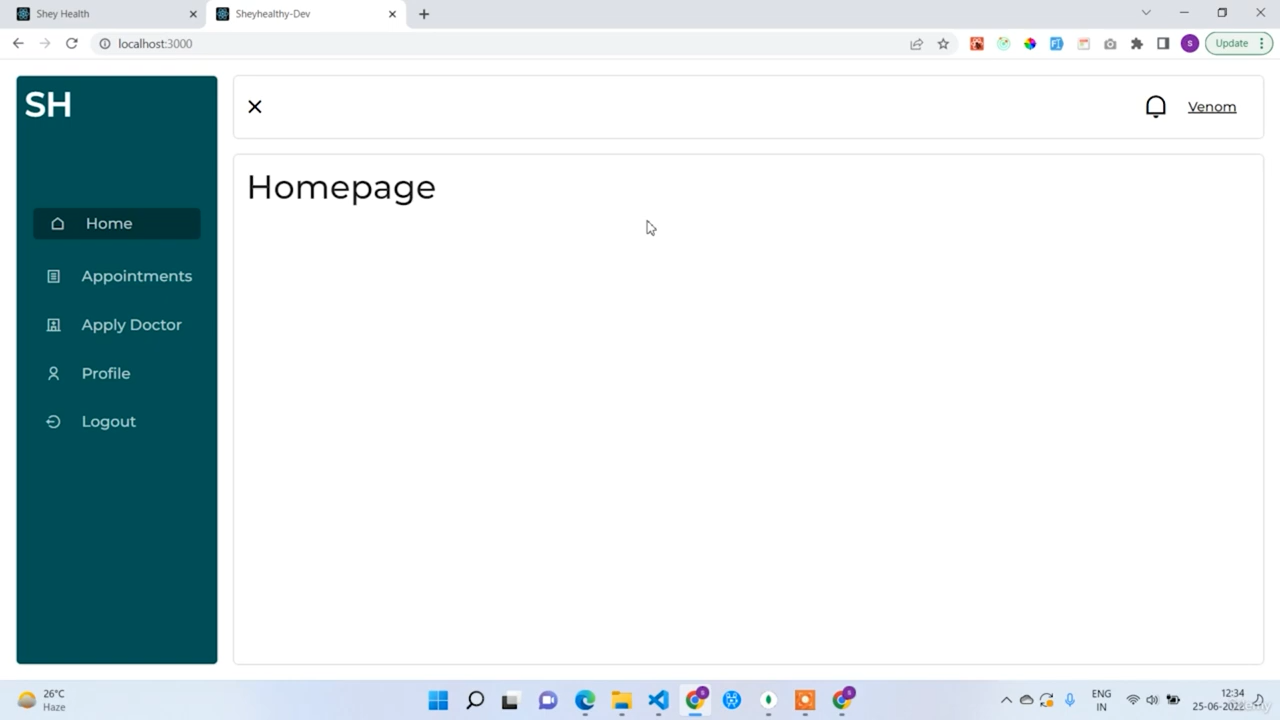 Shey Health
Sheyhealthy-Dev
localhost:3000
Update
SH
Venom
Homepage
Home
Appointments
Apply Doctor
Profile
Logout
26°C
Haze
ENG
IN
12:34
25-06-2022